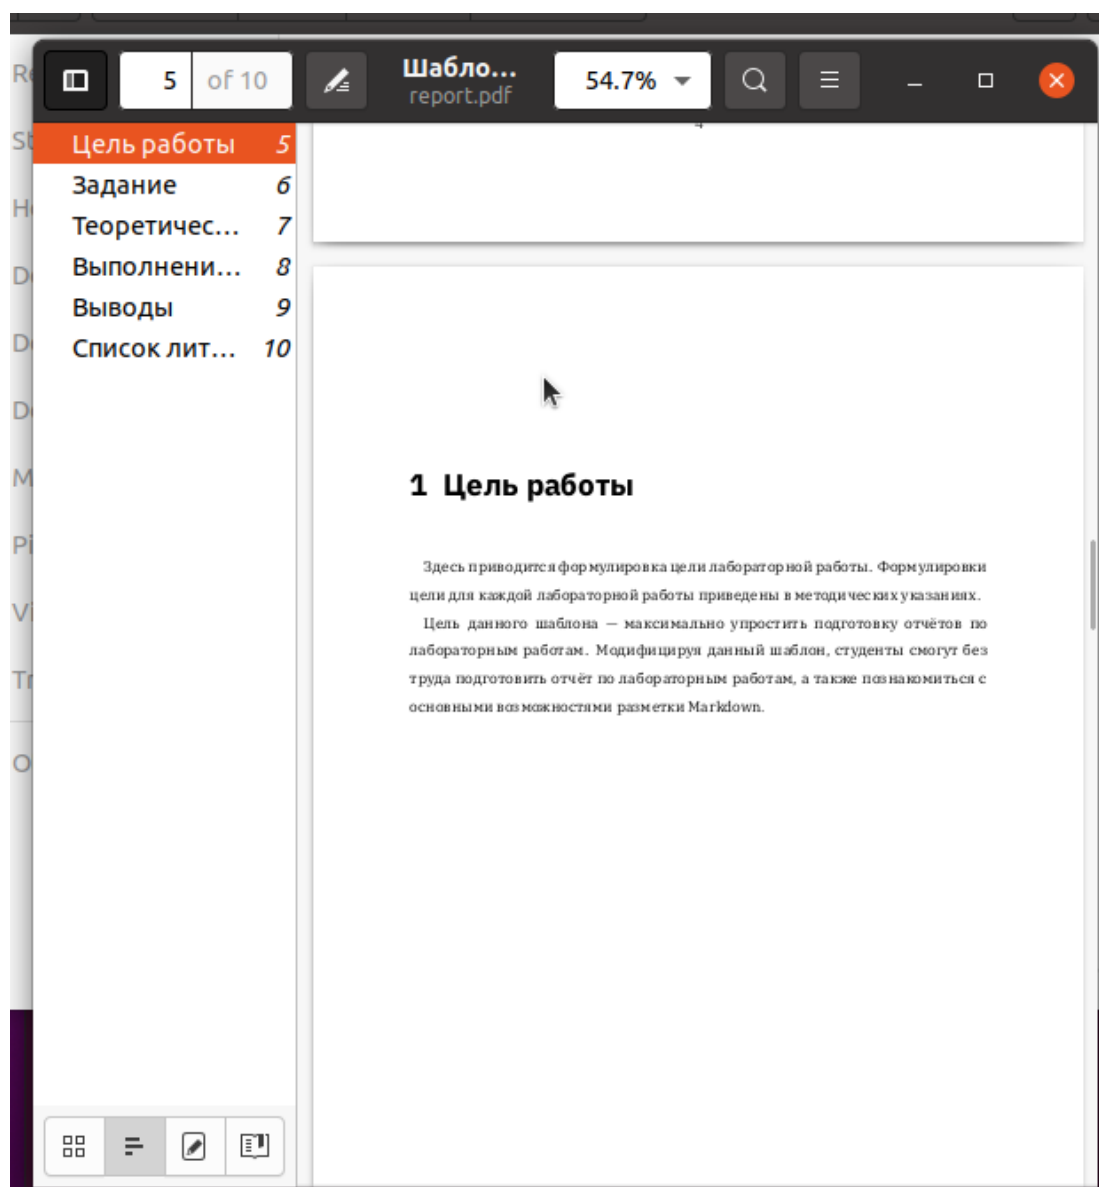 5 of 10
Шабло...
report.pdf
54.7%
Re
St
Цель работы 5
Задание 6
Теоретичес... 7
Выполнени... 8
Выводы 9
Список лит... 10
4
1 Цель работы
Здесь приводится формулировка цели лабораторной работы. Формулировки
цели для каждой лабораторной работы приведены в методических указаниях.
Цель данного шаблона — максимально упростить подготовку отчётов по
лабораторным работам. Модифицируя данный шаблон, студенты смогут без
труда подготовить отчёт по лабораторным работам, а также познакомиться с
основными возможностями разметки Markdown.